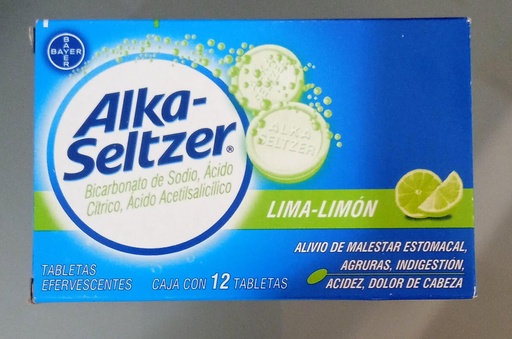 BAYER
BAYER
Alka-
Seltzer®
Bicarbonato de Sodio, Ácido
Cítrico, Ácido Acetilsalicílico
ALKA
SELTZER
LIMA-LIMÓN
ALIVIO DE MALESTAR ESTOMACAL,
AGRURAS, INDIGESTIÓN,
ACIDEZ, DOLOR DE CABEZA
TABLETAS
EFERVESCENTES
CAJA CON 12 TABLETAS